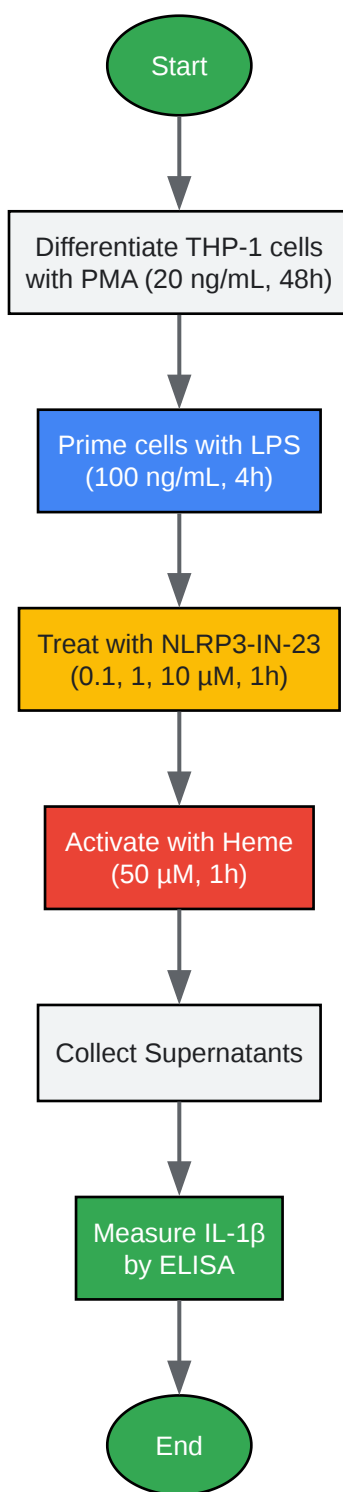 Start
Differentiate THP-1 cells
with PMA (20 ng/mL, 48h)
Prime cells with LPS
(100 ng/mL, 4h)
Treat with NLRP3-IN-23
(0.1, 1, 10 µM, 1h)
Activate with Heme
(50 µM, 1h)
Collect Supernatants
Measure IL-1β
by ELISA
End